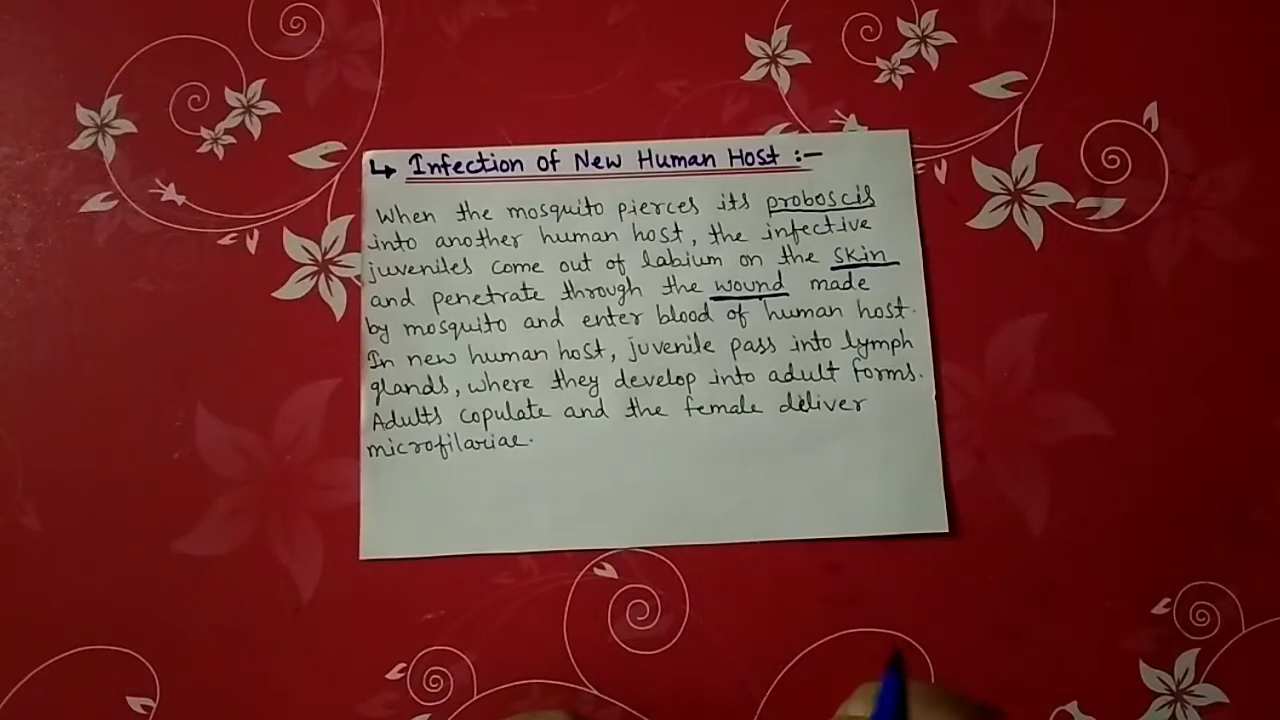 ↳ Infection of New Human Host :-
When the mosquito pierces its proboscis
into another human host, the infective
juveniles come out of labium on the skin
and penetrate through the wound made
by mosquito and enter blood of human host.
In new human host, juvenile pass into lymph
glands, where they develop into adult forms.
Adults copulate and the female deliver
microfilariae.